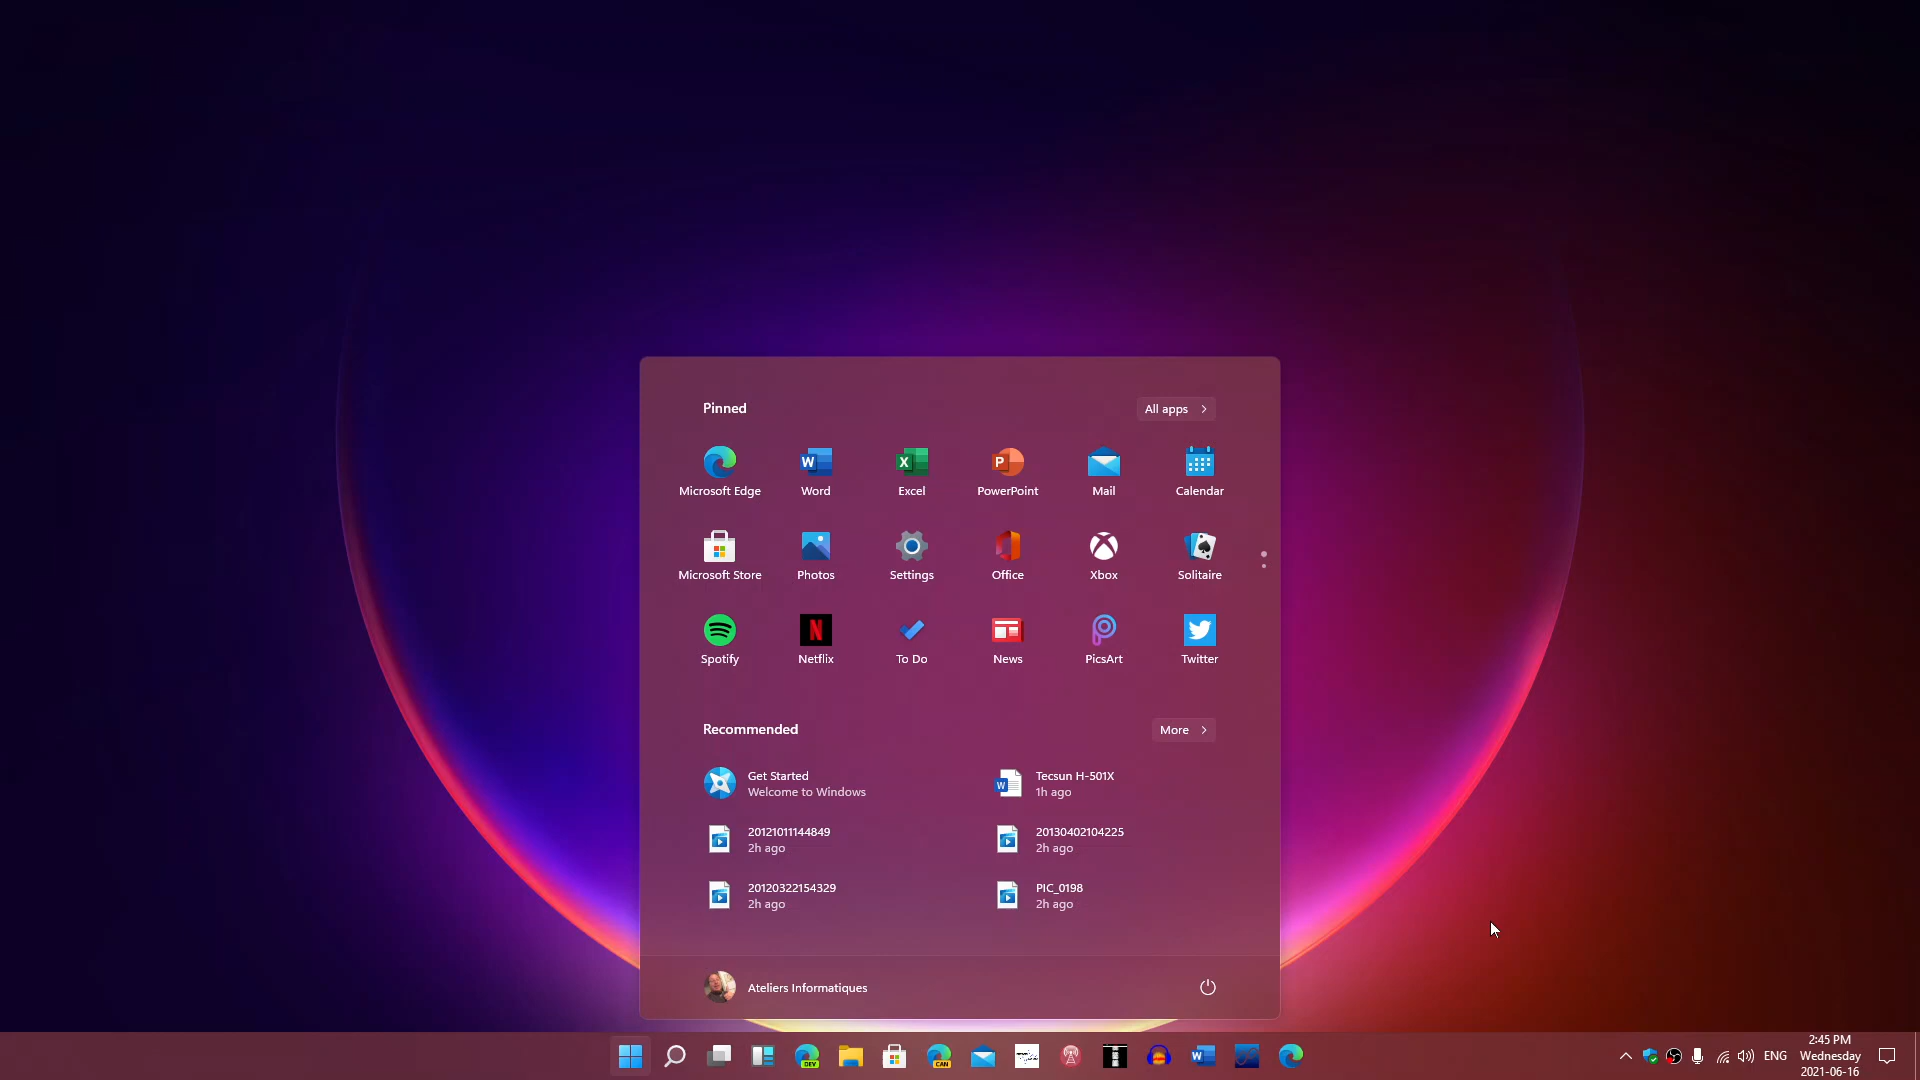 Pinned
All apps
Microsoft Edge
Word
Excel
PowerPoint
Mail
Calendar
Microsoft Store
Photos
Settings
Office
Xbox
Solitaire
Spotify
Netflix
To Do
News
PicsArt
Twitter
Recommended
More
Get Started
Welcome to Windows
Tecsun H-501X
1h ago
20121011144849
2h ago
20130402104225
2h ago
20120322154329
2h ago
PIC_0198
2h ago
Ateliers Informatiques
DEV
CAN
ENG
2:45 PM
Wednesday
2021-06-16